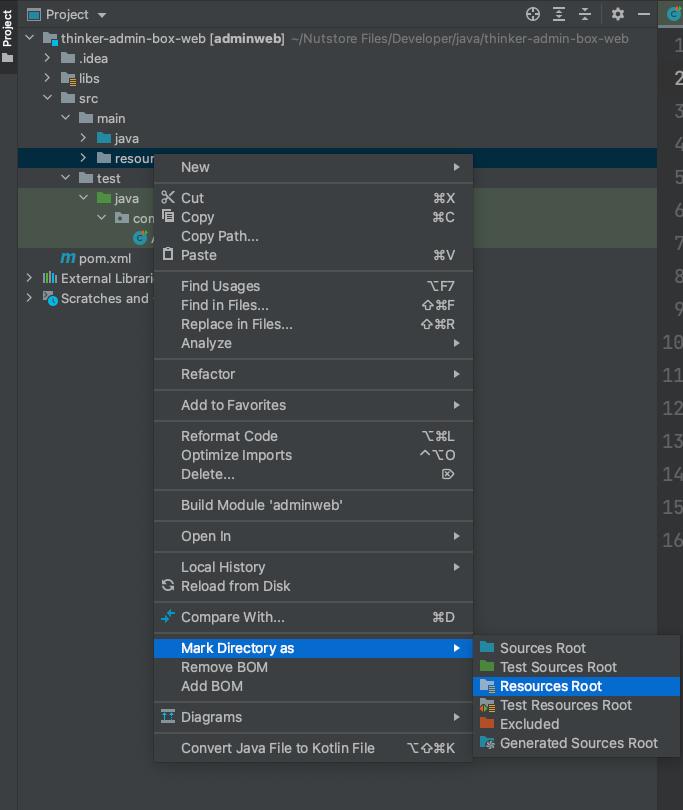 Project
Project
thinker-admin-box-web [adminweb] ~/Nutstore Files/Developer/java/thinker-admin-box-web
.idea
libs
src
main
java
resour
test
java
con
pom.xml
External Librari
Scratches and
New
Cut ⌘X
Copy ⌘C
Copy Path...
Paste ⌘V
Find Usages ⌥F7
Find in Files... ⇧⌘F
Replace in Files... ⇧⌘R
Analyze
Refactor
Add to Favorites
Reformat Code ⌥⌘L
Optimize Imports ^⌥O
Delete... ⌦
Build Module 'adminweb'
Open In
Local History
Reload from Disk
Compare With... ⌘D
Mark Directory as
Remove BOM
Add BOM
Diagrams
Convert Java File to Kotlin File ⌥⇧⌘K
Sources Root
Test Sources Root
Resources Root
Test Resources Root
Excluded
Generated Sources Root
1
2
3
4
5
6
7
8
9
10
11
12
13
14
15
16